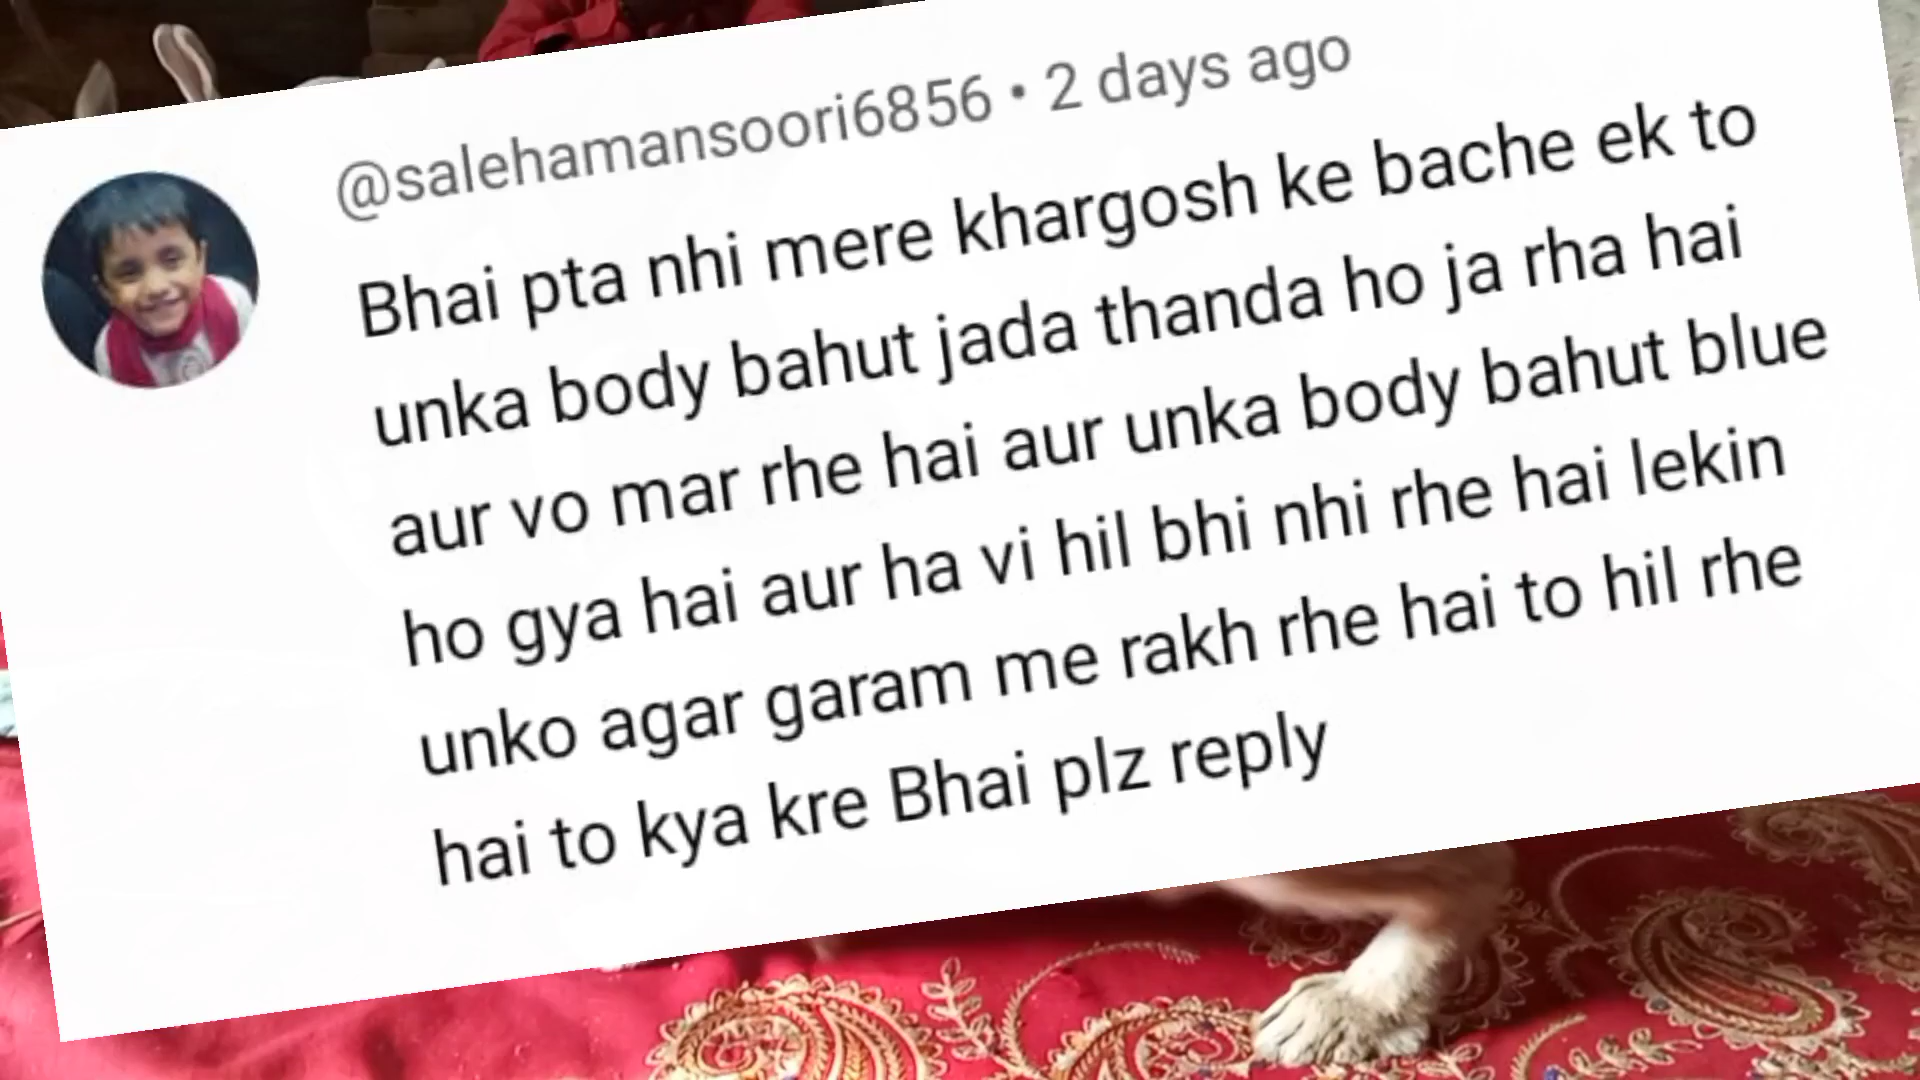 @salehamansoori6856 • 2 days ago
Bhai pta nhi mere khargosh ke bache ek to
unka body bahut jada thanda ho ja rha hai
aur vo mar rhe hai aur unka body bahut blue
ho gya hai aur ha vi hil bhi nhi rhe hai lekin
unko agar garam me rakh rhe hai to hil rhe
hai to kya kre Bhai plz reply